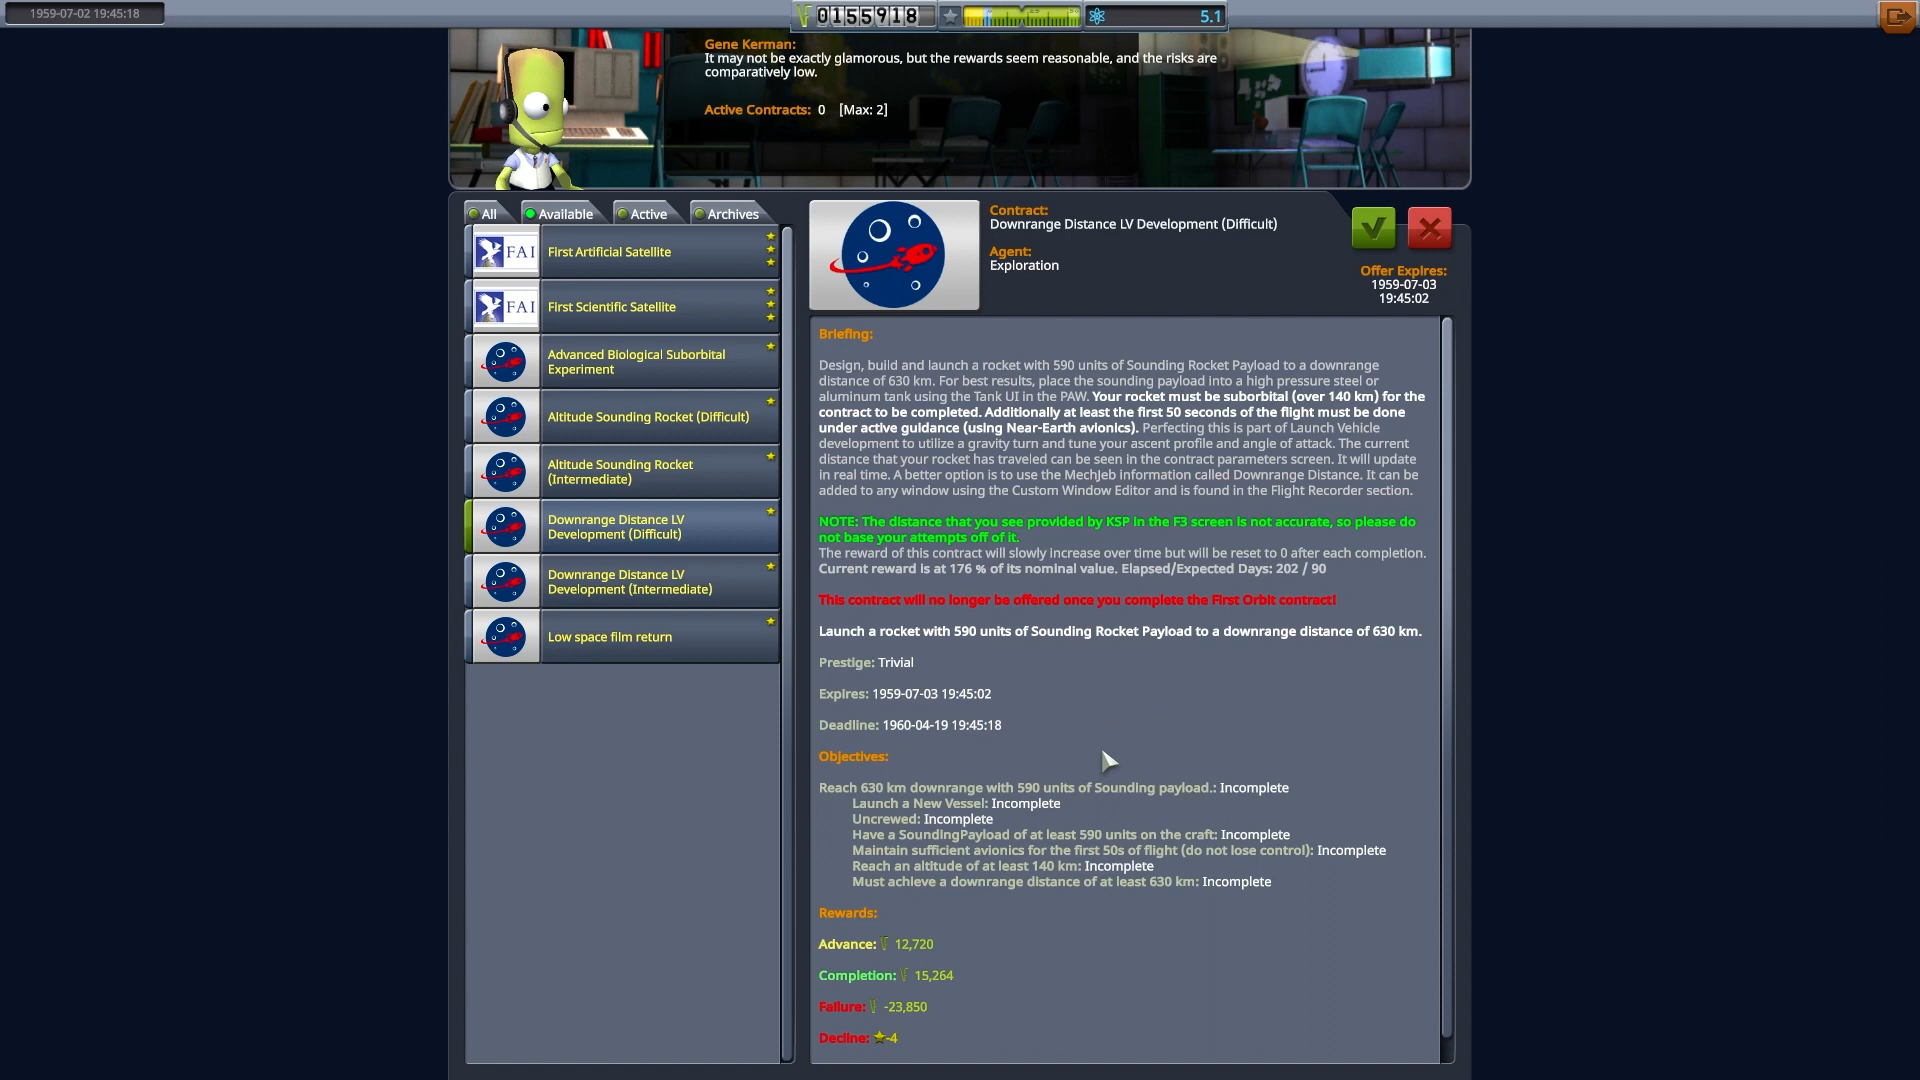 1959-07-02 19:45:18
0155918
5.1
Gene Kerman:
It may not be exactly glamorous, but the rewards seem reasonable, and the risks are
comparatively low.
Active Contracts: 0 [Max: 2]
All
Available
Active
Archives
FAI
First Artificial Satellite
FAI
First Scientific Satellite
Advanced Biological Suborbital
Experiment
Altitude Sounding Rocket (Difficult)
Altitude Sounding Rocket
(Intermediate)
Downrange Distance LV
Development (Difficult)
Downrange Distance LV
Development (Intermediate)
Low space film return
Contract:
Downrange Distance LV Development (Difficult)
Agent:
Exploration
Offer Expires:
1959-07-03
19:45:02
Briefing:
Design, build and launch a rocket with 590 units of Sounding Rocket Payload to a downrange
distance of 630 km. For best results, place the sounding payload into a high pressure steel or
aluminum tank using the Tank UI in the PAW. Your rocket must be suborbital (over 140 km) for the
contract to be completed. Additionally at least the first 50 seconds of the flight must be done
under active guidance (using Near-Earth avionics). Perfecting this is part of Launch Vehicle
development to utilize a gravity turn and tune your ascent profile and angle of attack. The current
distance that your rocket has traveled can be seen in the contract parameters screen. It will update
in real time. A better option is to use the MechJeb information called Downrange Distance. It can be
added to any window using the Custom Window Editor and is found in the Flight Recorder section.
NOTE: The distance that you see provided by KSP in the F3 screen is not accurate, so please do
not base your attempts off of it.
The reward of this contract will slowly increase over time but will be reset to 0 after each completion.
Current reward is at 176 % of its nominal value. Elapsed/Expected Days: 202 / 90
This contract will no longer be offered once you complete the First Orbit contract!
Launch a rocket with 590 units of Sounding Rocket Payload to a downrange distance of 630 km.
Prestige: Trivial
Expires: 1959-07-03 19:45:02
Deadline: 1960-04-19 19:45:18
Objectives:
Reach 630 km downrange with 590 units of Sounding payload.: Incomplete
Launch a New Vessel: Incomplete
Uncrewed: Incomplete
Have a SoundingPayload of at least 590 units on the craft: Incomplete
Maintain sufficient avionics for the first 50s of flight (do not lose control): Incomplete
Reach an altitude of at least 140 km: Incomplete
Must achieve a downrange distance of at least 630 km: Incomplete
Rewards:
Advance: 12,720
Completion: 15,264
Failure: -23,850
Decline: -4